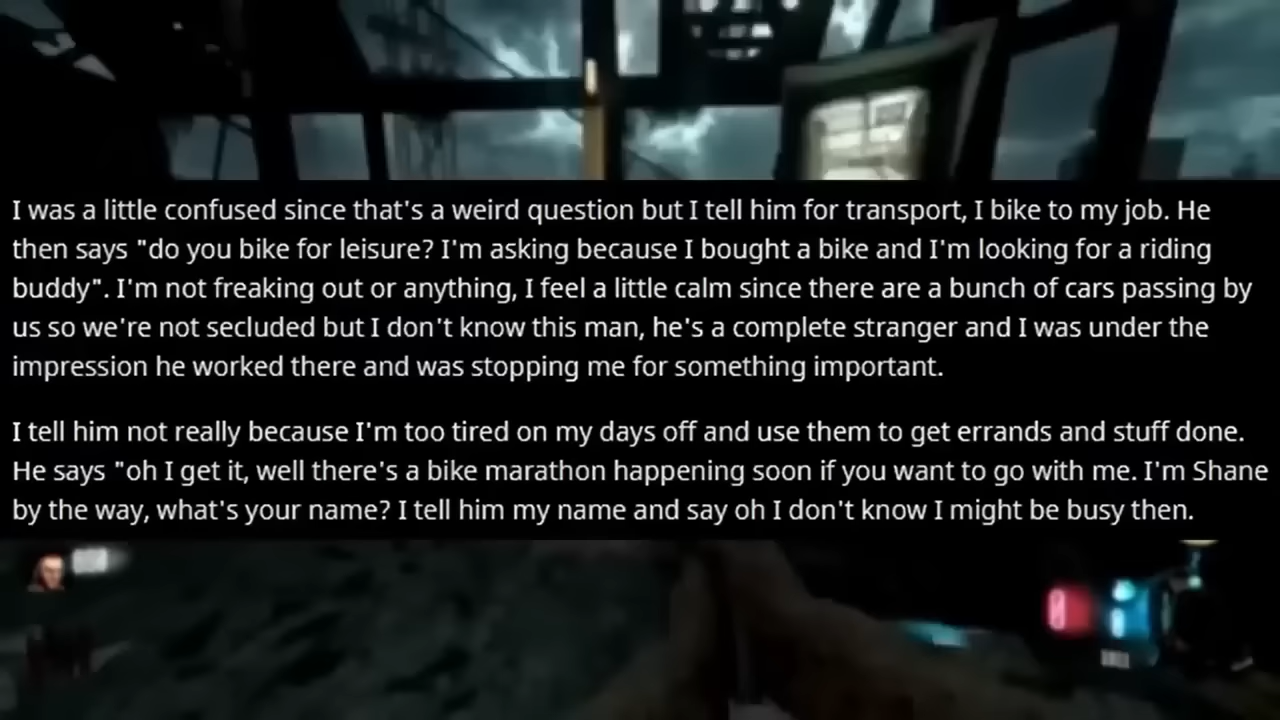 I was a little confused since that's a weird question but I tell him for transport, I bike to my job. He
then says "do you bike for leisure? I'm asking because I bought a bike and I'm looking for a riding
buddy". I'm not freaking out or anything, I feel a little calm since there are a bunch of cars passing by
us so we're not secluded but I don't know this man, he's a complete stranger and I was under the
impression he worked there and was stopping me for something important.
I tell him not really because I'm too tired on my days off and use them to get errands and stuff done.
He says "oh I get it, well there's a bike marathon happening soon if you want to go with me. I'm Shane
by the way, what's your name? I tell him my name and say oh I don't know I might be busy then.